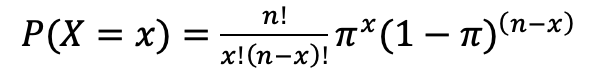 P(X = x) = n! / x!(n−x)! π^x (1 − π)^(n−x)